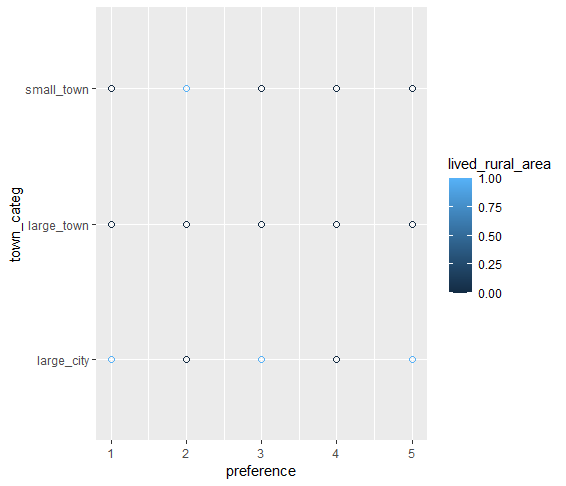 small_town
large_town
large_city
town_categ
1 2 3 4 5
preference
lived_rural_area
1.00
0.75
0.50
0.25
0.00